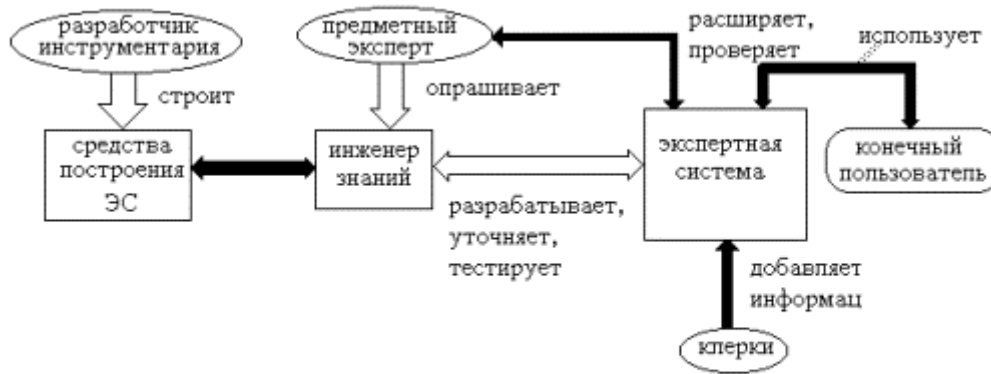 разработчик
инструментария
предметный
эксперт
расширяет,
проверяет
использует
строит
опрашивает
средства
построения
ЭС
инженер
знаний
экспертная
система
конечный
пользователь
разрабатывает,
уточняет,
тестирует
добавляет
информац
клерки